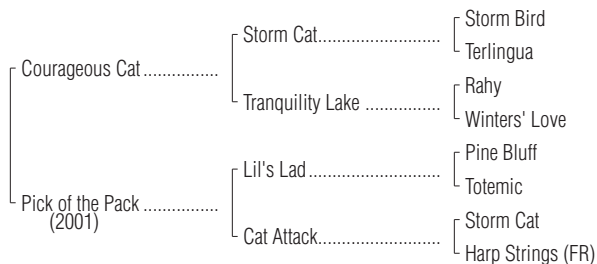 Storm Bird
Storm Cat........................
Terlingua
Courageous Cat ...............
Rahy
Tranquility Lake ...............
Winters' Love
Pine Bluff
Lil's Lad..........................
Totemic
Pick of the Pack ...............
(2001)
Storm Cat
Cat Attack........................
Harp Strings (FR)